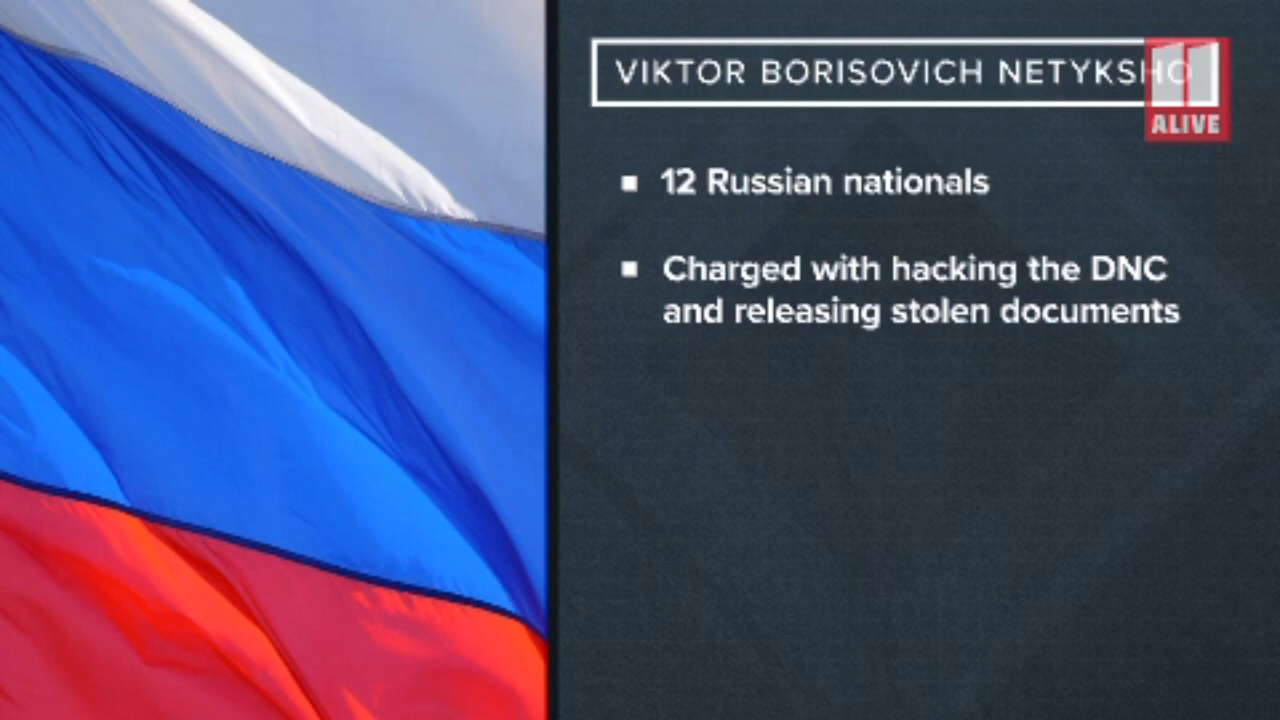 VIKTOR BORISOVICH NETYKSHO
12 Russian nationals
Charged with hacking the DNC
and releasing stolen documents
11
ALIVE